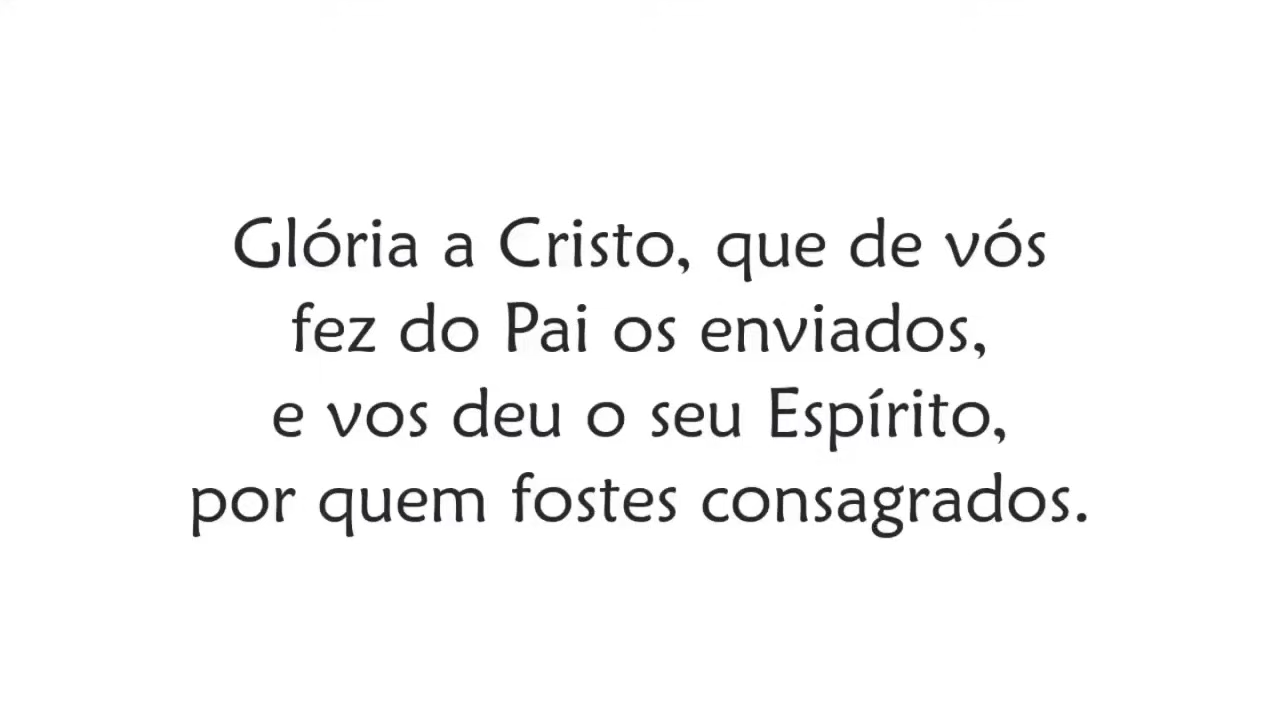 Glória a Cristo, que de vós
fez do Pai os enviados,
e vos deu o seu Espírito,
por quem fostes consagrados.